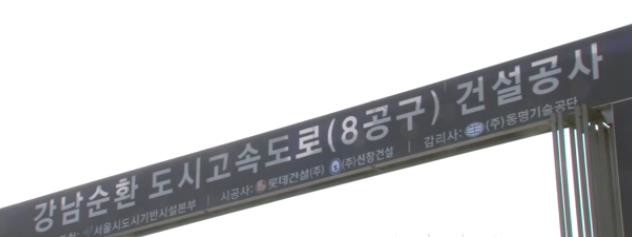 강남순환 도시고속도로(8공구) 건설공사
서울시도시기반시설본부 | 시공사: 롯데건설(주) (주)신창건설 | 감리사: (주)동명기술공단